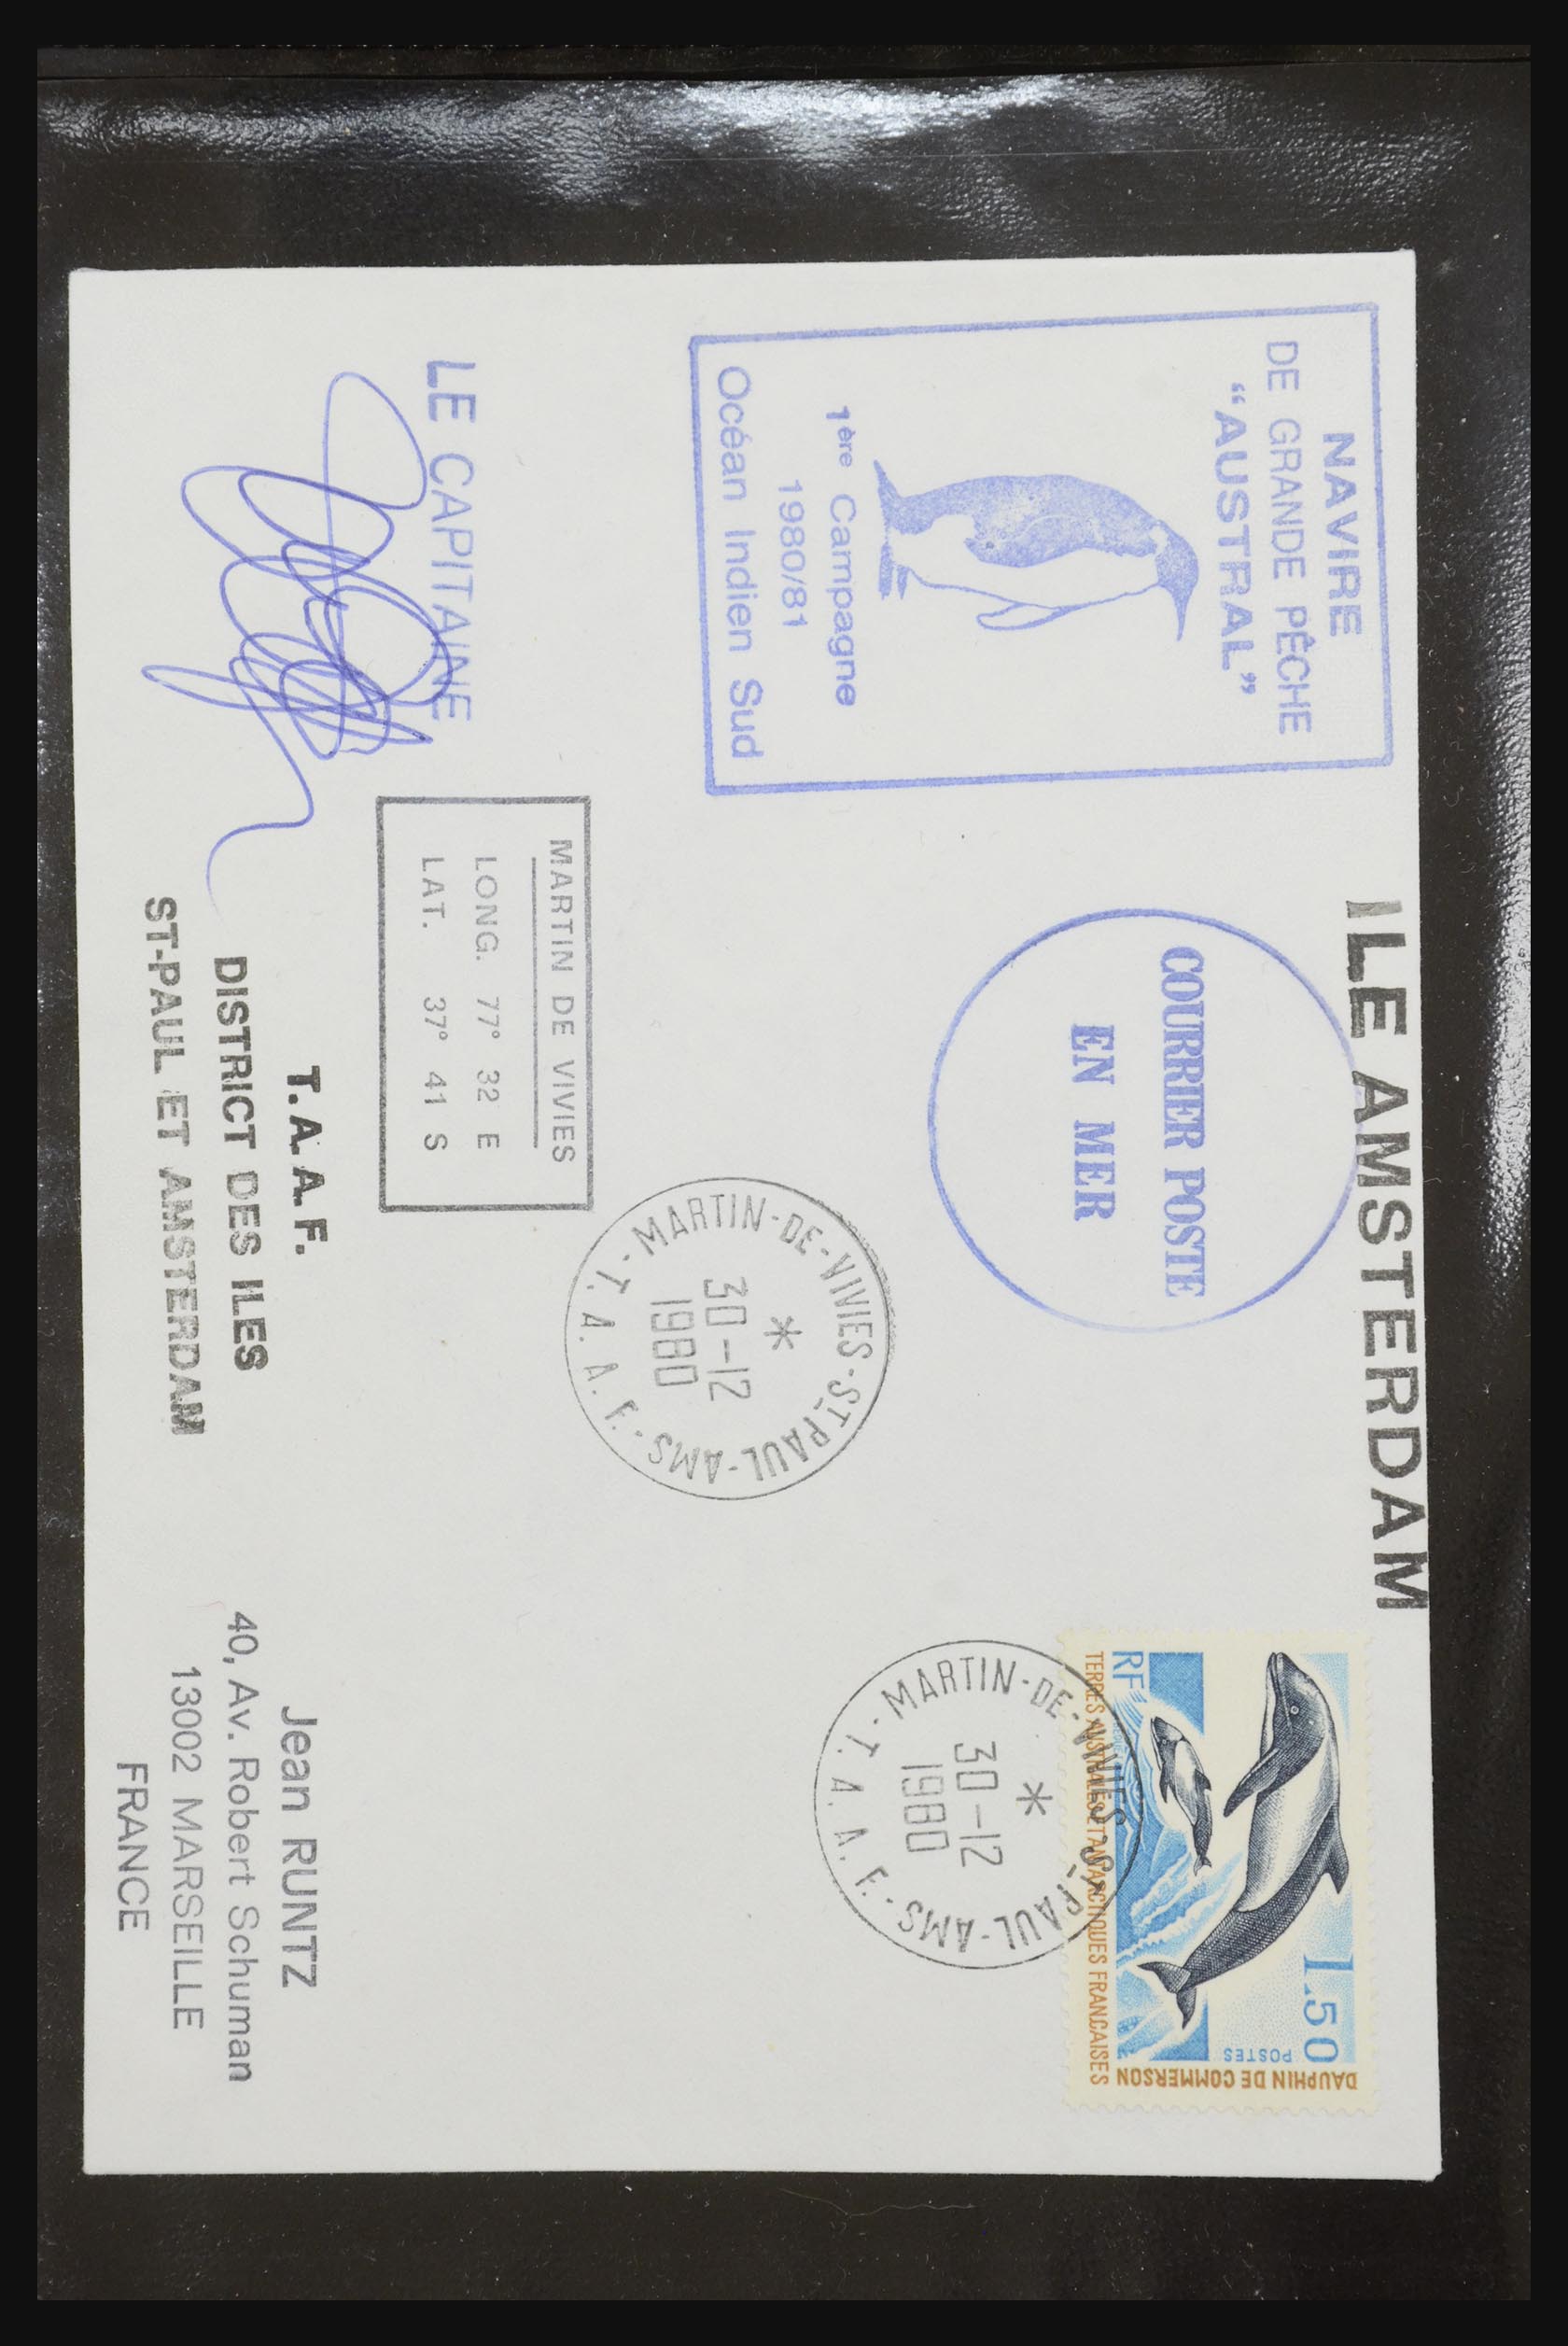 ILE AMSTERDAM
NAVIRE
DE GRANDE PÊCHE
“AUSTRAL”
1ère Campagne
1980/81
Océan Indien Sud
COURRIER POSTE
EN MER
1.50
POSTES
RF
DAUPHIN DE COMMERSON
TERRES AUSTRALES ET ANTARCTIQUES FRANÇAISES
MARTIN-DE-VIVIES-ST PAUL-AMS
30-12
1980
T.A.A.F.
MARTIN-DE-VIVIES-ST PAUL-AMS
30-12
1980
T.A.A.F.
LE CAPITAINE
MARTIN DE VIVIES
LONG. 77° 32 E
LAT. 37° 41 S
T.A.A.F.
DISTRICT DES ILES
ST-PAUL ET AMSTERDAM
Jean RUNTZ
40, Av. Robert Schuman
13002 MARSEILLE
FRANCE